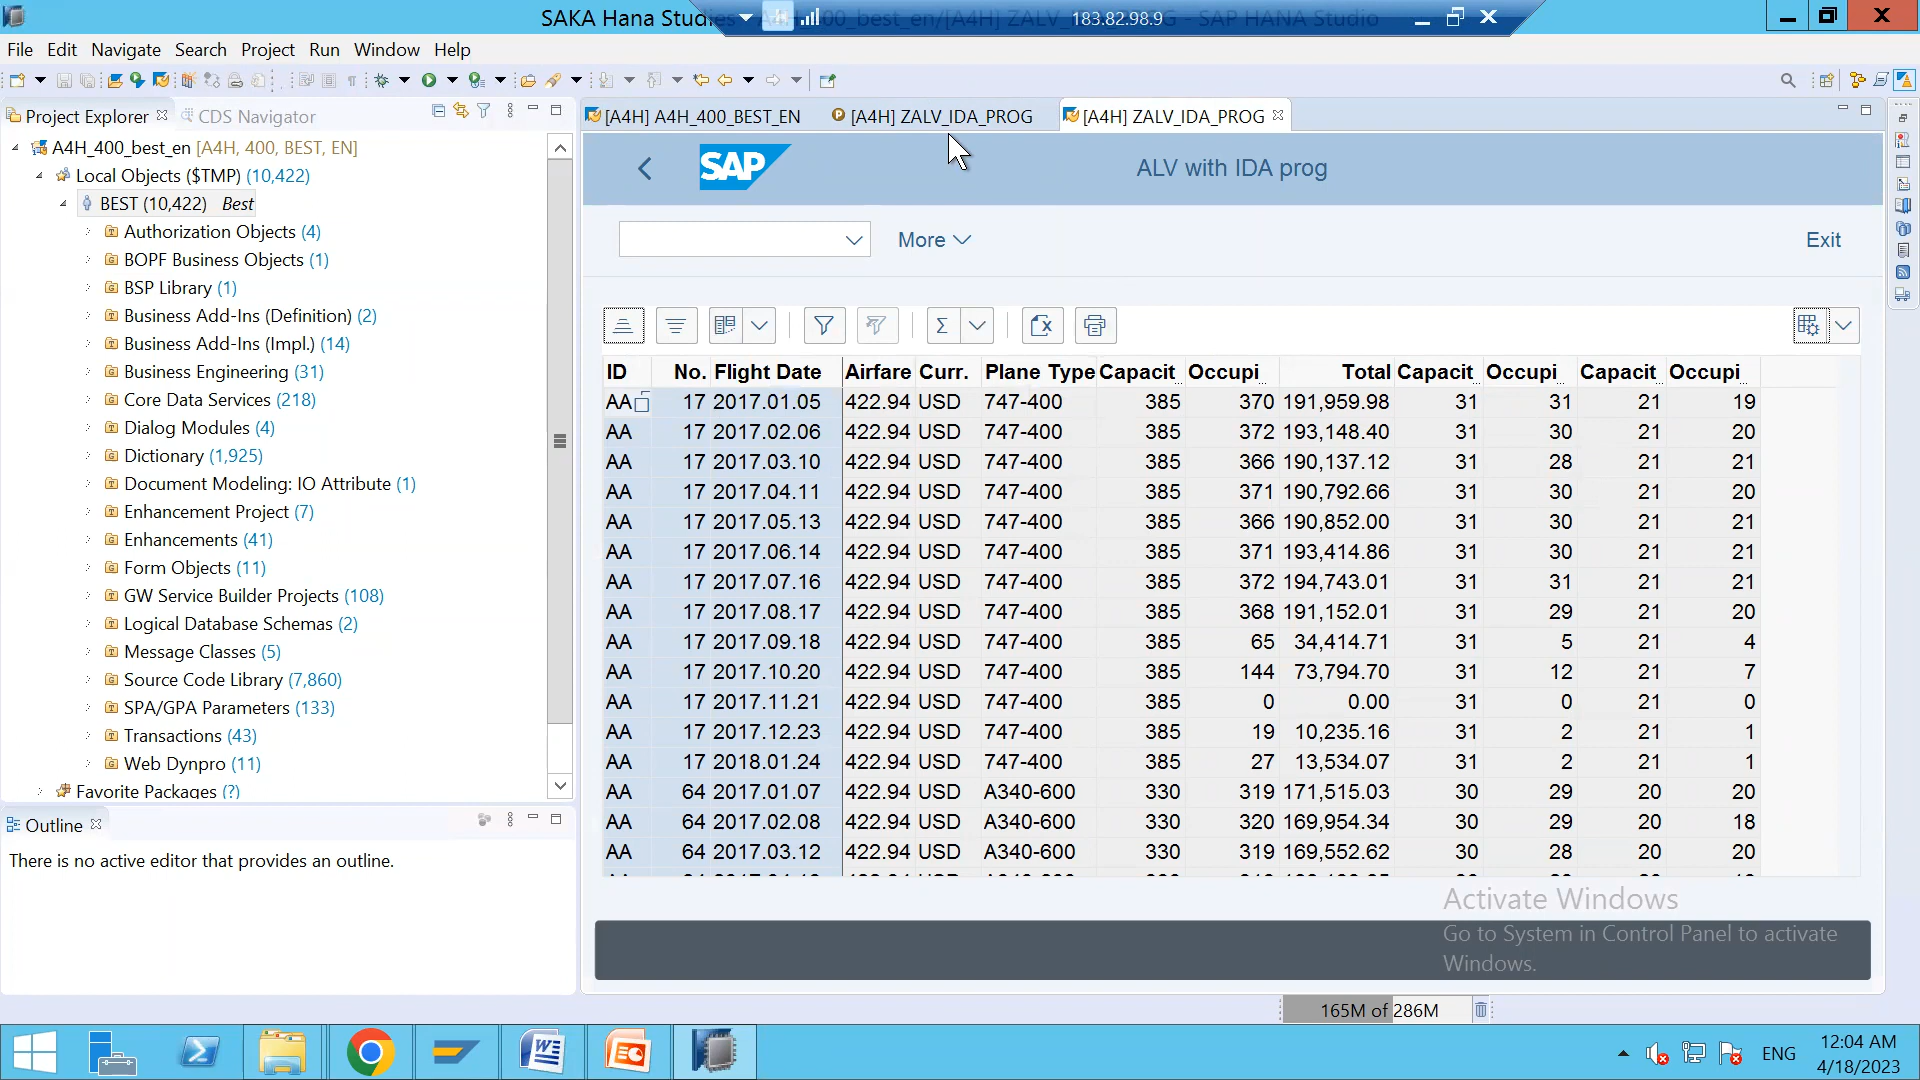 SAKA Hana Studies - A4H_400_best_en/[A4H] ZALV_IDA_PROG - SAP HANA Studio
183.82.98.9
File Edit Navigate Search Project Run Window Help
Project Explorer
CDS Navigator
A4H_400_best_en [A4H, 400, BEST, EN]
Local Objects ($TMP) (10,422)
BEST (10,422) Best
Authorization Objects (4)
BOPF Business Objects (1)
BSP Library (1)
Business Add-Ins (Definition) (2)
Business Add-Ins (Impl.) (14)
Business Engineering (31)
Core Data Services (218)
Dialog Modules (4)
Dictionary (1,925)
Document Modeling: IO Attribute (1)
Enhancement Project (7)
Enhancements (41)
Form Objects (11)
GW Service Builder Projects (108)
Logical Database Schemas (2)
Message Classes (5)
Source Code Library (7,860)
SPA/GPA Parameters (133)
Transactions (43)
Web Dynpro (11)
Favorite Packages (?)
Outline
There is no active editor that provides an outline.
[A4H] A4H_400_BEST_EN
[A4H] ZALV_IDA_PROG
[A4H] ZALV_IDA_PROG
SAP
ALV with IDA prog
More
Exit
ID No. Flight Date Airfare Curr. Plane Type Capacit.. Occupi.. Total Capacit.. Occupi.. Capacit.. Occupi..
AA 17 2017.01.05 422.94 USD 747-400 385 370 191,959.98 31 31 21 19
AA 17 2017.02.06 422.94 USD 747-400 385 372 193,148.40 31 30 21 20
AA 17 2017.03.10 422.94 USD 747-400 385 366 190,137.12 31 28 21 21
AA 17 2017.04.11 422.94 USD 747-400 385 371 190,792.66 31 30 21 20
AA 17 2017.05.13 422.94 USD 747-400 385 366 190,852.00 31 30 21 21
AA 17 2017.06.14 422.94 USD 747-400 385 371 193,414.86 31 30 21 21
AA 17 2017.07.16 422.94 USD 747-400 385 372 194,743.01 31 31 21 21
AA 17 2017.08.17 422.94 USD 747-400 385 368 191,152.01 31 29 21 20
AA 17 2017.09.18 422.94 USD 747-400 385 65 34,414.71 31 5 21 4
AA 17 2017.10.20 422.94 USD 747-400 385 144 73,794.70 31 12 21 7
AA 17 2017.11.21 422.94 USD 747-400 385 0 0.00 31 0 21 0
AA 17 2017.12.23 422.94 USD 747-400 385 19 10,235.16 31 2 21 1
AA 17 2018.01.24 422.94 USD 747-400 385 27 13,534.07 31 2 21 1
AA 64 2017.01.07 422.94 USD A340-600 330 319 171,515.03 30 29 20 20
AA 64 2017.02.08 422.94 USD A340-600 330 320 169,954.34 30 29 20 18
AA 64 2017.03.12 422.94 USD A340-600 330 319 169,552.62 30 28 20 20
Activate Windows
Go to System in Control Panel to activate
Windows.
165M of 286M
ENG
12:04 AM
4/18/2023